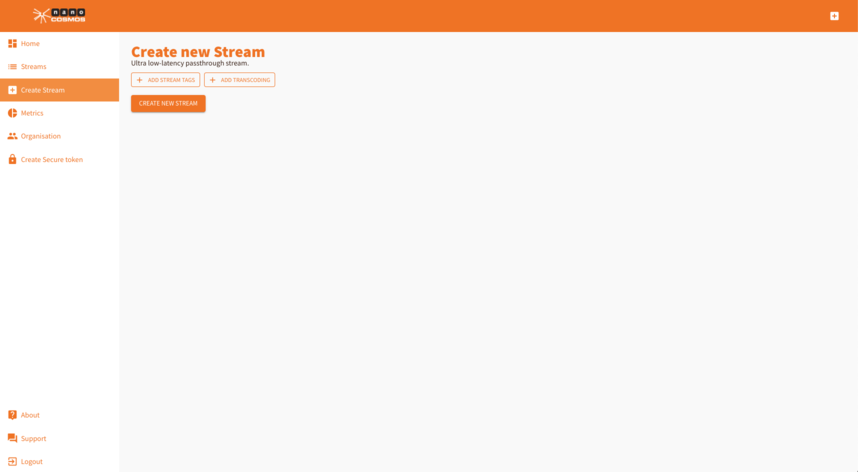 nano
COSMOS
Home
Streams
Create Stream
Metrics
Organisation
Create Secure token
About
Support
Logout
Create new Stream
Ultra low-latency passthrough stream.
ADD STREAM TAGS
ADD TRANSCODING
CREATE NEW STREAM